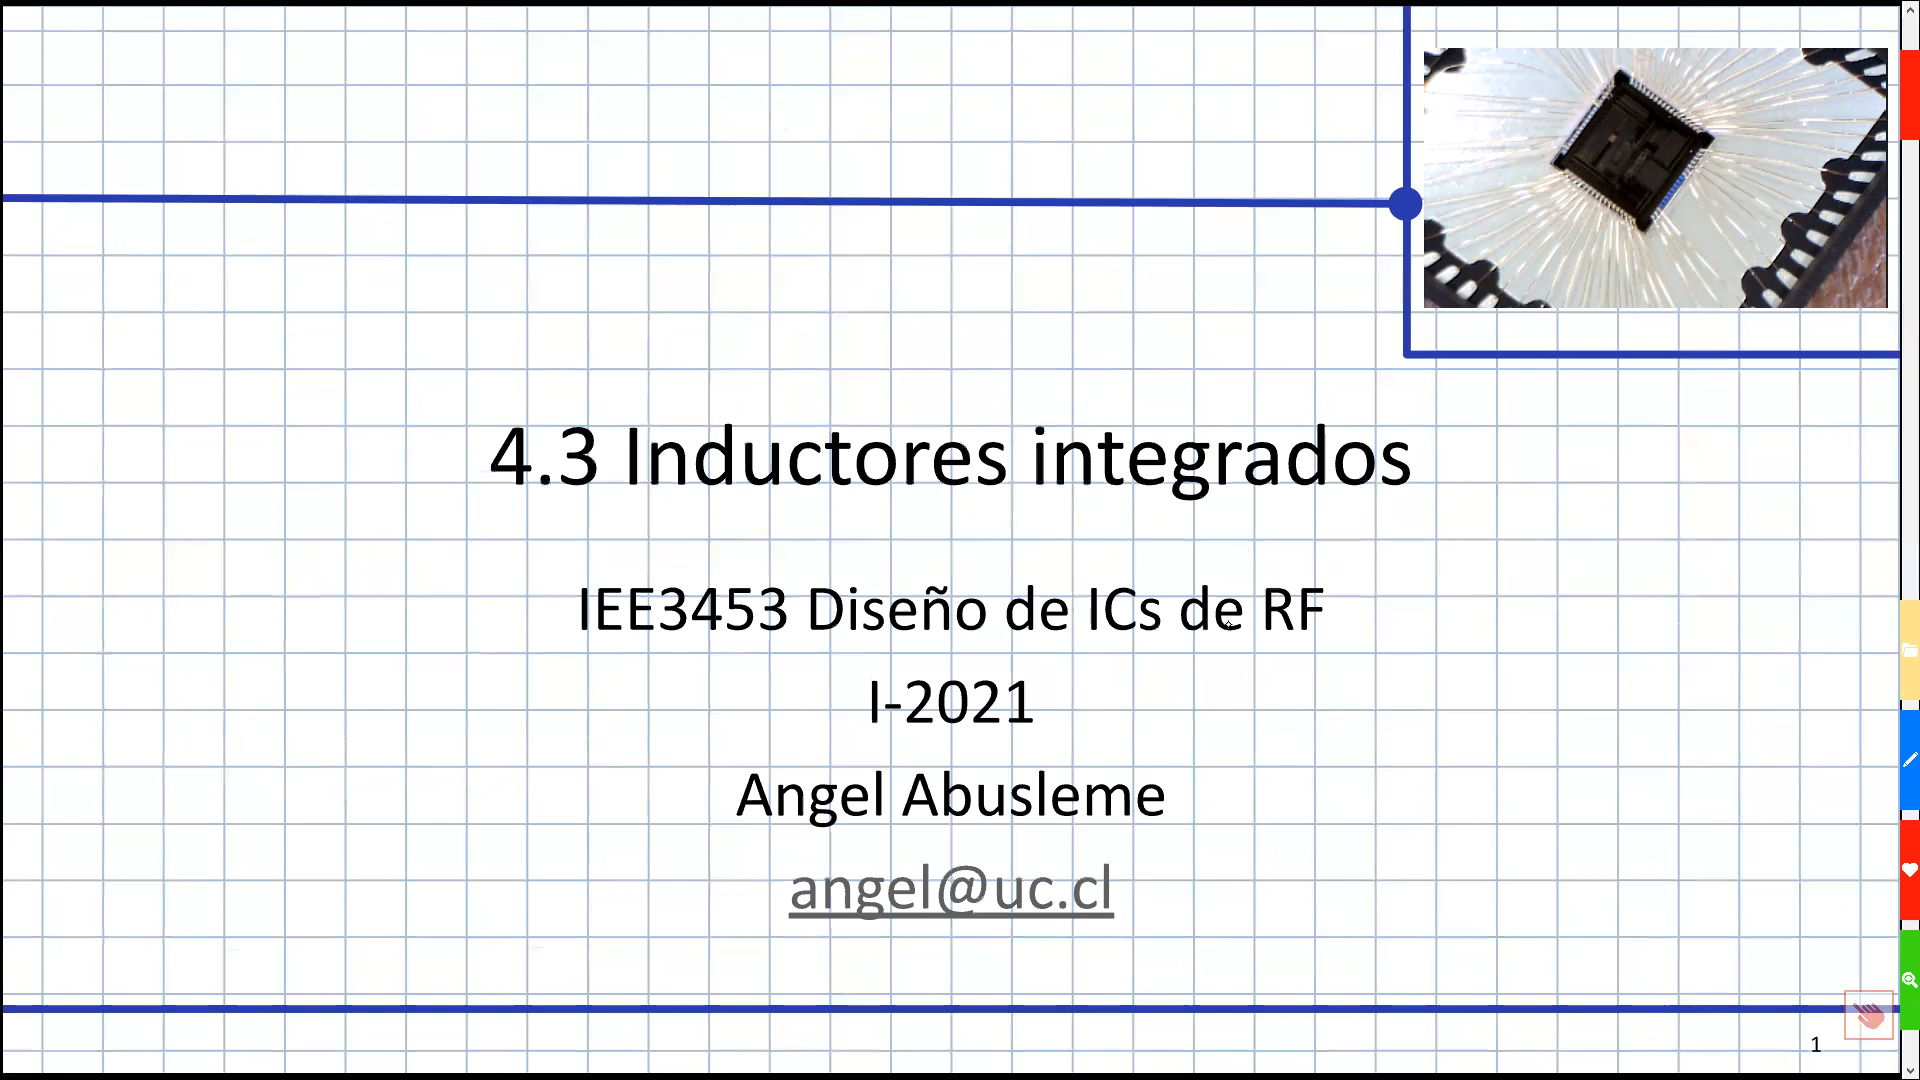 4.3 Inductores integrados
IEE3453 Diseño de ICs de RF
I-2021
Angel Abusleme
angel@uc.cl
1